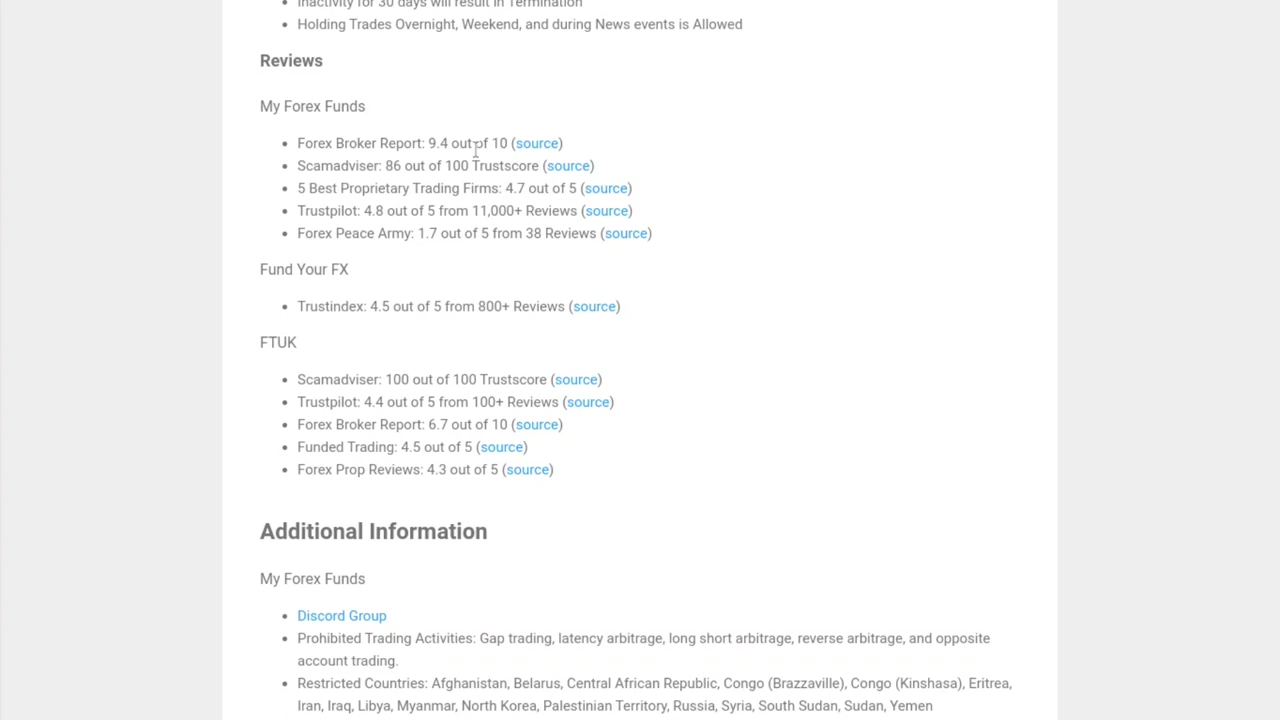 Inactivity for 30 days will result in Termination
Holding Trades Overnight, Weekend, and during News events is Allowed
Reviews
My Forex Funds
Forex Broker Report: 9.4 out of 10 (source)
Scamadviser: 86 out of 100 Trustscore (source)
5 Best Proprietary Trading Firms: 4.7 out of 5 (source)
Trustpilot: 4.8 out of 5 from 11,000+ Reviews (source)
Forex Peace Army: 1.7 out of 5 from 38 Reviews (source)
Fund Your FX
Trustindex: 4.5 out of 5 from 800+ Reviews (source)
FTUK
Scamadviser: 100 out of 100 Trustscore (source)
Trustpilot: 4.4 out of 5 from 100+ Reviews (source)
Forex Broker Report: 6.7 out of 10 (source)
Funded Trading: 4.5 out of 5 (source)
Forex Prop Reviews: 4.3 out of 5 (source)
Additional Information
My Forex Funds
Discord Group
Prohibited Trading Activities: Gap trading, latency arbitrage, long short arbitrage, reverse arbitrage, and opposite
account trading.
Restricted Countries: Afghanistan, Belarus, Central African Republic, Congo (Brazzaville), Congo (Kinshasa), Eritrea,
Iran, Iraq, Libya, Myanmar, North Korea, Palestinian Territory, Russia, Syria, South Sudan, Sudan, Yemen